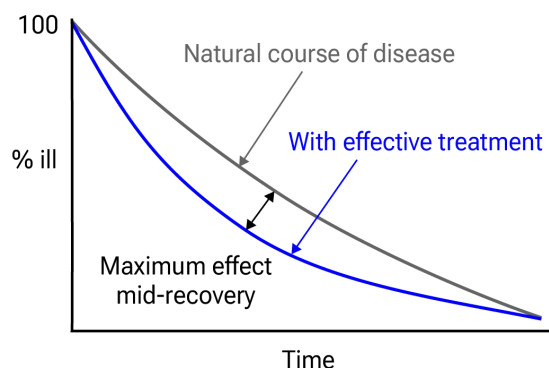 100
Natural course of disease
With effective treatment
% ill
Maximum effect
mid-recovery
Time